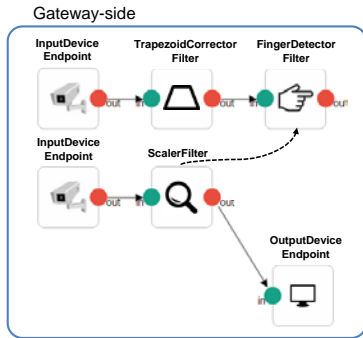 Gateway-side
InputDevice
Endpoint
TrapezoidCorrector
Filter
FingerDetector
Filter
out
in
out
in
out
InputDevice
Endpoint
ScalerFilter
out
in
out
OutputDevice
Endpoint
in